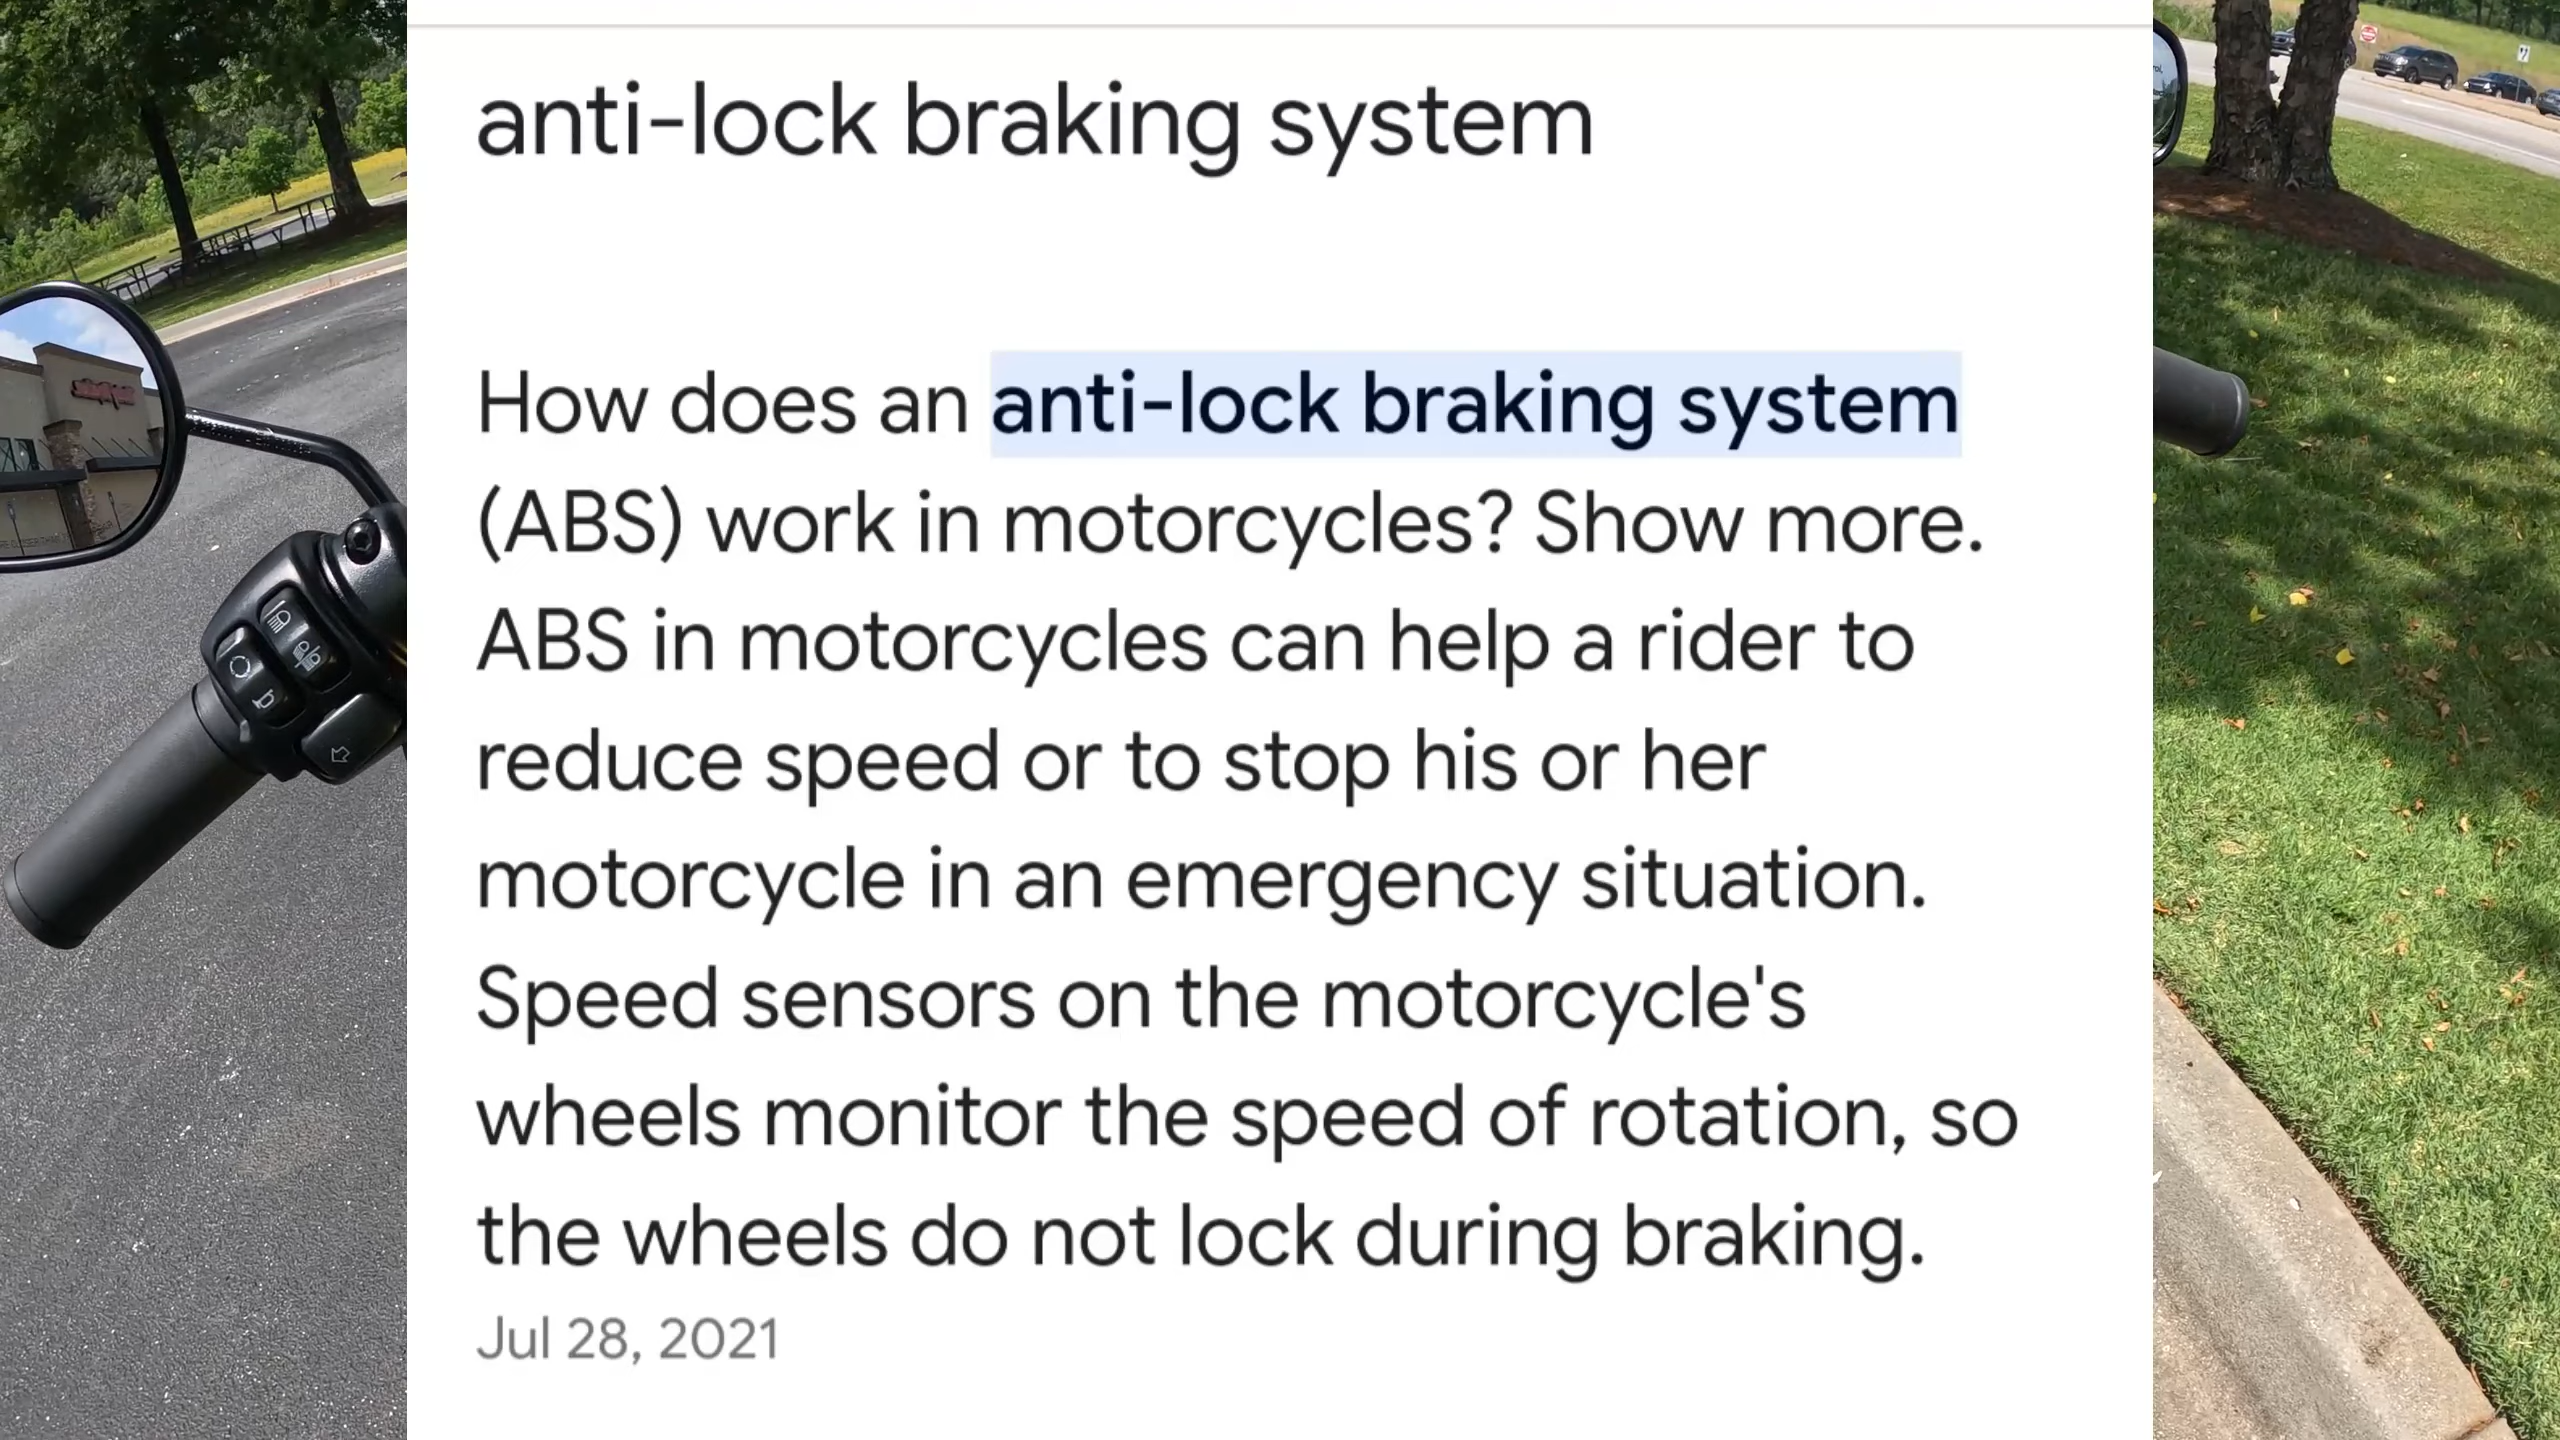 anti-lock braking system
How does an anti-lock braking system
(ABS) work in motorcycles? Show more.
ABS in motorcycles can help a rider to
reduce speed or to stop his or her
motorcycle in an emergency situation.
Speed sensors on the motorcycle's
wheels monitor the speed of rotation, so
the wheels do not lock during braking.
Jul 28, 2021